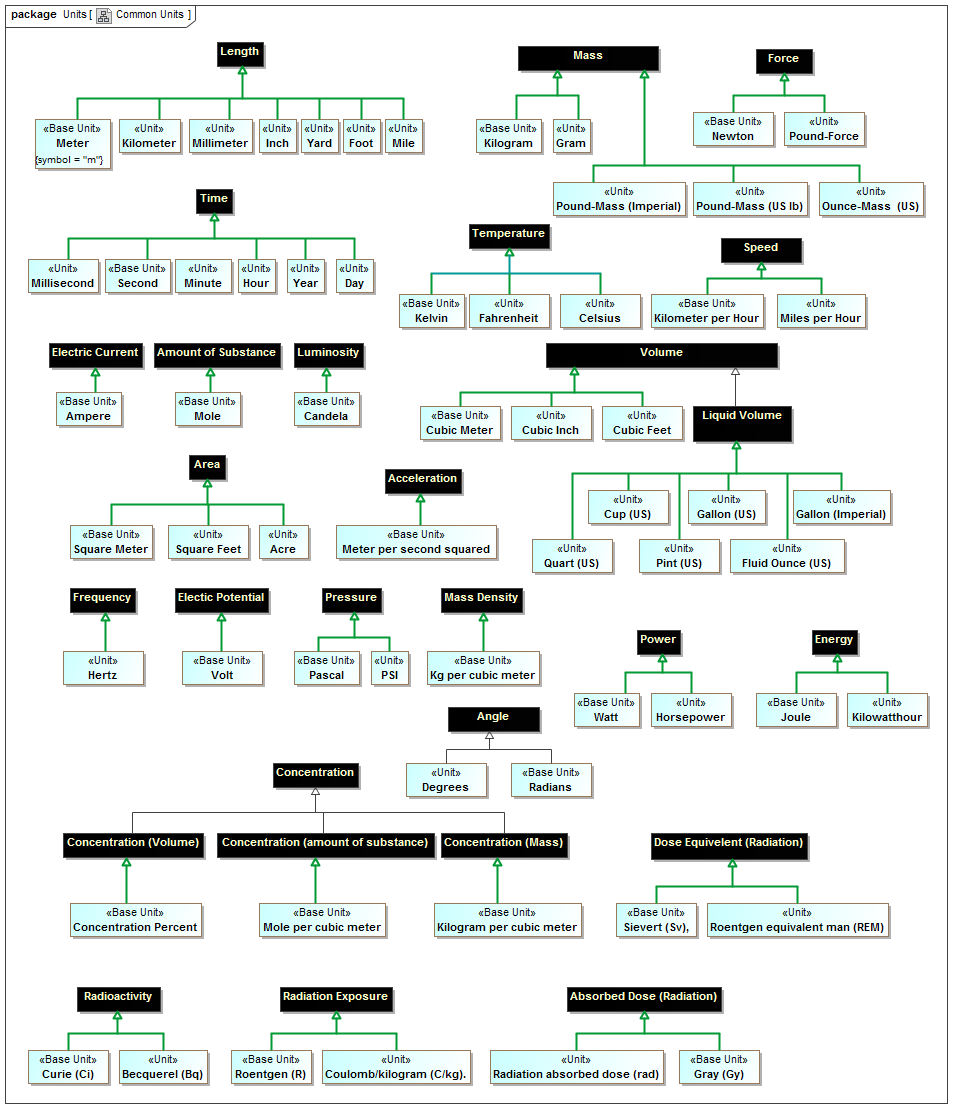 package Units [ Common Units ]
Length
«Base Unit»
Meter
{symbol = "m"}
«Unit»
Kilometer
«Unit»
Millimeter
«Unit»
Inch
«Unit»
Yard
«Unit»
Foot
«Unit»
Mile
Mass
«Base Unit»
Kilogram
«Unit»
Gram
«Unit»
Pound-Mass (Imperial)
«Unit»
Pound-Mass (US lb)
«Unit»
Ounce-Mass (US)
Force
«Base Unit»
Newton
«Unit»
Pound-Force
Time
«Unit»
Millisecond
«Base Unit»
Second
«Unit»
Minute
«Unit»
Hour
«Unit»
Year
«Unit»
Day
Temperature
«Base Unit»
Kelvin
«Unit»
Fahrenheit
«Unit»
Celsius
Speed
«Base Unit»
Kilometer per Hour
«Unit»
Miles per Hour
Electric Current
«Base Unit»
Ampere
Amount of Substance
«Base Unit»
Mole
Luminosity
«Base Unit»
Candela
Volume
«Base Unit»
Cubic Meter
«Unit»
Cubic Inch
«Unit»
Cubic Feet
Liquid Volume
«Unit»
Cup (US)
«Unit»
Gallon (US)
«Unit»
Gallon (Imperial)
«Unit»
Quart (US)
«Unit»
Pint (US)
«Unit»
Fluid Ounce (US)
Area
«Base Unit»
Square Meter
«Unit»
Square Feet
«Unit»
Acre
Acceleration
«Base Unit»
Meter per second squared
Frequency
«Unit»
Hertz
Electic Potential
«Base Unit»
Volt
Pressure
«Base Unit»
Pascal
«Unit»
PSI
Mass Density
«Base Unit»
Kg per cubic meter
Power
«Base Unit»
Watt
«Unit»
Horsepower
Energy
«Base Unit»
Joule
«Unit»
Kilowatthour
Angle
«Unit»
Degrees
«Base Unit»
Radians
Concentration
Concentration (Volume)
«Base Unit»
Concentration Percent
Concentration (amount of substance)
«Base Unit»
Mole per cubic meter
Concentration (Mass)
«Base Unit»
Kilogram per cubic meter
Dose Equivelent (Radiation)
«Base Unit»
Sievert (Sv),
«Unit»
Roentgen equivalent man (REM)
Radioactivity
«Base Unit»
Curie (Ci)
«Unit»
Becquerel (Bq)
Radiation Exposure
«Base Unit»
Roentgen (R)
«Unit»
Coulomb/kilogram (C/kg).
Absorbed Dose (Radiation)
«Unit»
Radiation absorbed dose (rad)
«Base Unit»
Gray (Gy)